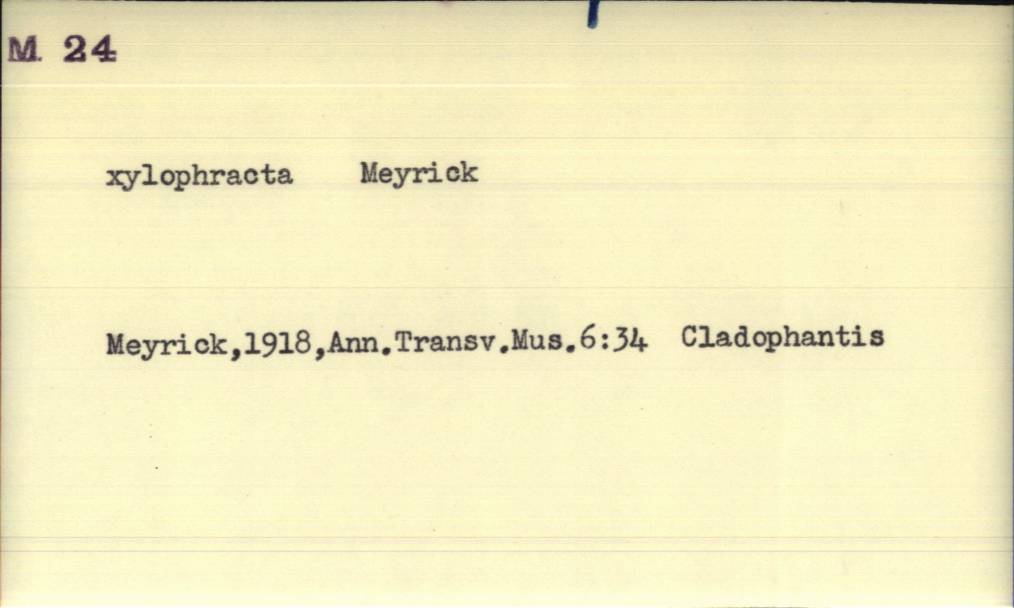 M 24
xylophracta Meyrick
Meyrick,1918,Ann.Transv.Mus.6:34 Cladophantis